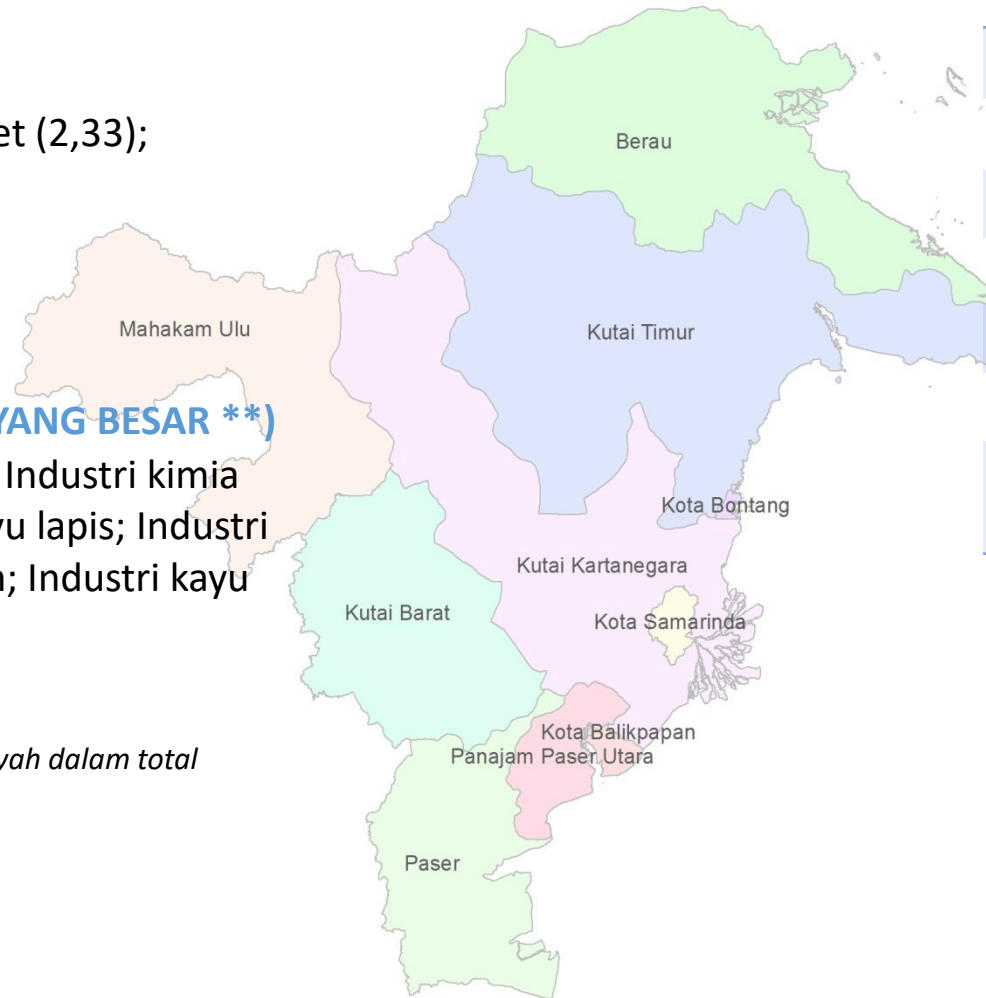 et (2,33);
Berau
Mahakam Ulu
Kutai Timur
YANG BESAR **)
Industri kimia
yu lapis; Industri
n; Industri kayu
Kota Bontang
Kutai Kartanegara
Kutai Barat
Kota Samarinda
Kota Balikpapan
Panajam Paser Utara
yah dalam total
Paser